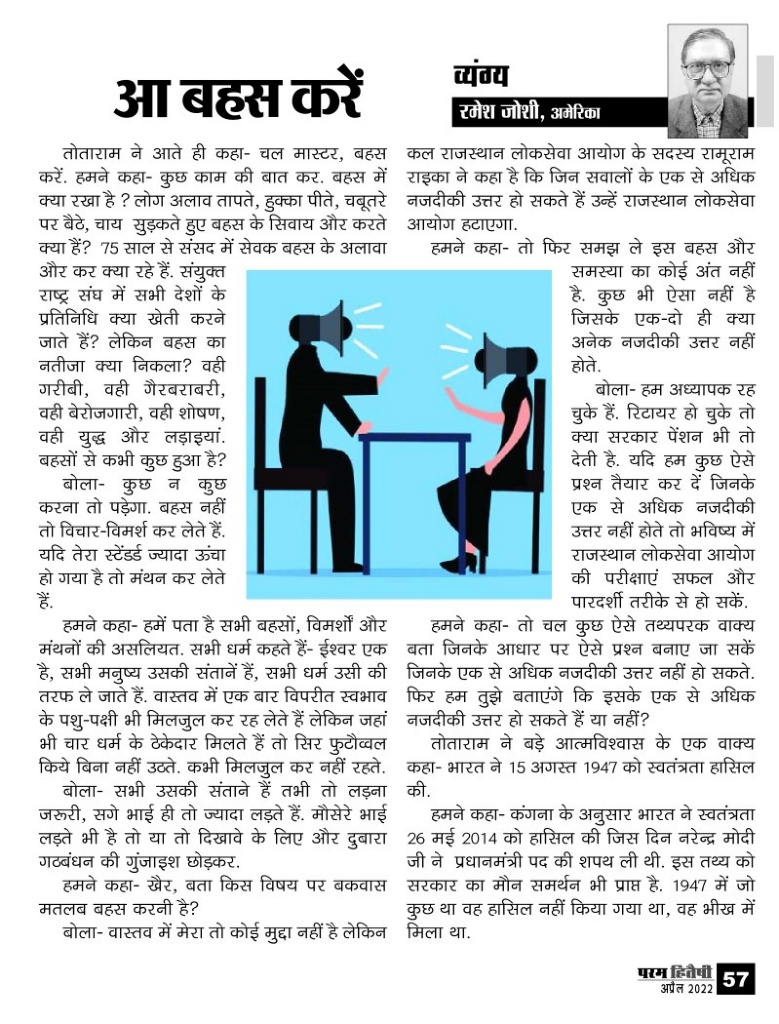 आ बहस करें
व्यंग्य
रमेश जोशी, अमेरिका
तोताराम ने आते ही कहा- चल मास्टर, बहस
करें. हमने कहा- कुछ काम की बात कर. बहस में
क्या रखा है ? लोग अलाव तापते, हुक्का पीते, चबूतरे
पर बैठे, चाय सुड़कते हुए बहस के सिवाय और करते
क्या हैं? 75 साल से संसद में सेवक बहस के अलावा
और कर क्या रहे हैं. संयुक्त
राष्ट्र संघ में सभी देशों के
प्रतिनिधि क्या खेती करने
जाते हैं? लेकिन बहस का
नतीजा क्या निकला? वही
गरीबी, वही गैरबराबरी,
वही बेरोजगारी, वही शोषण,
वही युद्ध और लड़ाइयां.
बहसों से कभी कुछ हुआ है?
बोला- कुछ न कुछ
करना तो पड़ेगा. बहस नहीं
तो विचार-विमर्श कर लेते हैं.
यदि तेरा स्टेंडर्ड ज्यादा ऊंचा
हो गया है तो मंथन कर लेते
हैं.
हमने कहा- हमें पता है सभी बहसों, विमर्शों और
मंथनों की असलियत. सभी धर्म कहते हैं- ईश्वर एक
है, सभी मनुष्य उसकी संतानें हैं, सभी धर्म उसी की
तरफ ले जाते हैं. वास्तव में एक बार विपरीत स्वभाव
के पशु-पक्षी भी मिलजुल कर रह लेते हैं लेकिन जहां
भी चार धर्म के ठेकेदार मिलते हैं तो सिर फुटौव्वल
किये बिना नहीं उठते. कभी मिलजुल कर नहीं रहते.
बोला- सभी उसकी संताने हैं तभी तो लड़ना
जरूरी, सगे भाई ही तो ज्यादा लड़ते हैं. मौसेरे भाई
लड़ते भी है तो या तो दिखावे के लिए और दुबारा
गठबंधन की गुंजाइश छोड़कर.
हमने कहा- खैर, बता किस विषय पर बकवास
मतलब बहस करनी है?
बोला- वास्तव में मेरा तो कोई मुद्दा नहीं है लेकिन
कल राजस्थान लोकसेवा आयोग के सदस्य रामूराम
राइका ने कहा है कि जिन सवालों के एक से अधिक
नजदीकी उत्तर हो सकते हैं उन्हें राजस्थान लोकसेवा
आयोग हटाएगा.
हमने कहा- तो फिर समझ ले इस बहस और
समस्या का कोई अंत नहीं
है. कुछ भी ऐसा नहीं है
जिसके एक-दो ही क्या
अनेक नजदीकी उत्तर नहीं
होते.
बोला- हम अध्यापक रह
चुके हैं. रिटायर हो चुके तो
क्या सरकार पेंशन भी तो
देती है. यदि हम कुछ ऐसे
प्रश्न तैयार कर दें जिनके
एक से अधिक नजदीकी
उत्तर नहीं होते तो भविष्य में
राजस्थान लोकसेवा आयोग
की परीक्षाएं सफल और
पारदर्शी तरीके से हो सकें.
हमने कहा- तो चल कुछ ऐसे तथ्यपरक वाक्य
बता जिनके आधार पर ऐसे प्रश्न बनाए जा सकें
जिनके एक से अधिक नजदीकी उत्तर नहीं हो सकते.
फिर हम तुझे बताएंगे कि इसके एक से अधिक
नजदीकी उत्तर हो सकते हैं या नहीं?
तोताराम ने बड़े आत्मविश्वास के एक वाक्य
कहा- भारत ने 15 अगस्त 1947 को स्वतंत्रता हासिल
की.
हमने कहा- कंगना के अनुसार भारत ने स्वतंत्रता
26 मई 2014 को हासिल की जिस दिन नरेन्द्र मोदी
जी ने प्रधानमंत्री पद की शपथ ली थी. इस तथ्य को
सरकार का मौन समर्थन भी प्राप्त है. 1947 में जो
कुछ था वह हासिल नहीं किया गया था, वह भीख में
मिला था.
परम हितैषी
अप्रैल 2022 57